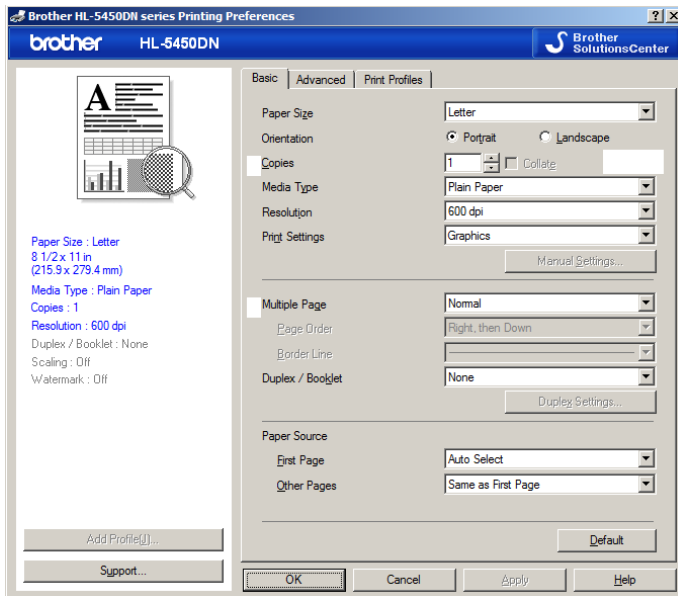 Brother HL-5450DN series Printing Preferences
brother HL-5450DN
Brother SolutionsCenter
A
Paper Size : Letter
8 1/2 x 11 in
(215.9 x 279.4 mm)
Media Type : Plain Paper
Copies : 1
Resolution : 600 dpi
Duplex / Booklet : None
Scaling : Off
Watermark : Off
Add Profile(J)...
Support...
Basic Advanced Print Profiles
Paper Size Letter
Orientation Portrait Landscape
Copies 1 Collate
Media Type Plain Paper
Resolution 600 dpi
Print Settings Graphics
Manual Settings...
Multiple Page Normal
Page Order Right, then Down
Border Line
Duplex / Booklet None
Duplex Settings...
Paper Source
First Page Auto Select
Other Pages Same as First Page
Default
OK Cancel Apply Help